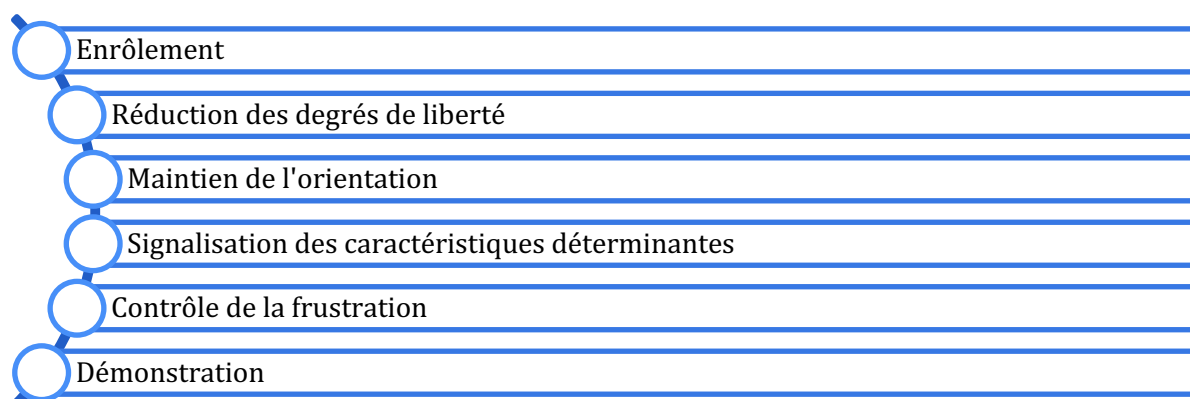 Enrôlement
Réduction des degrés de liberté
Maintien de l'orientation
Signalisation des caractéristiques déterminantes
Contrôle de la frustration
Démonstration